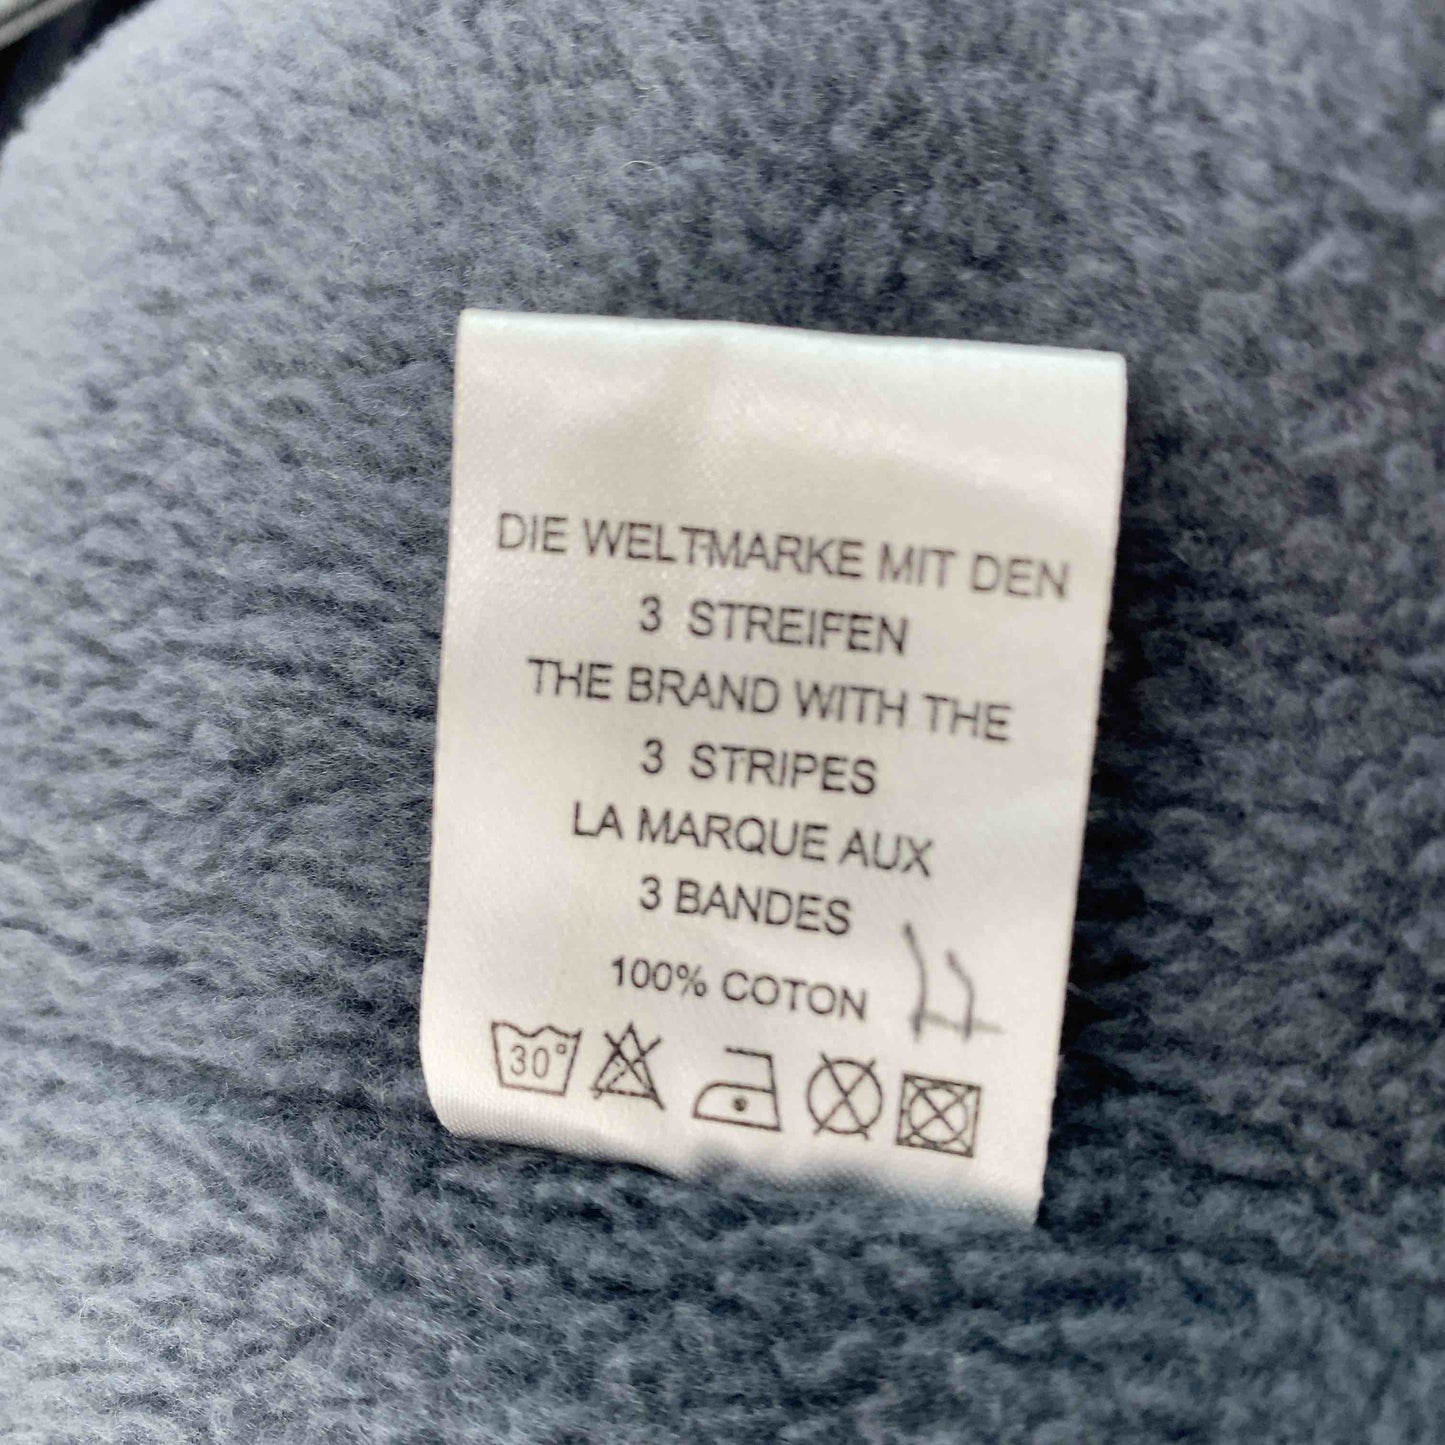 DIE WELTMARKE MIT DEN
3 STREIFEN
THE BRAND WITH THE
3 STRIPES
LA MARQUE AUX
3 BANDES
100% COTON
30°